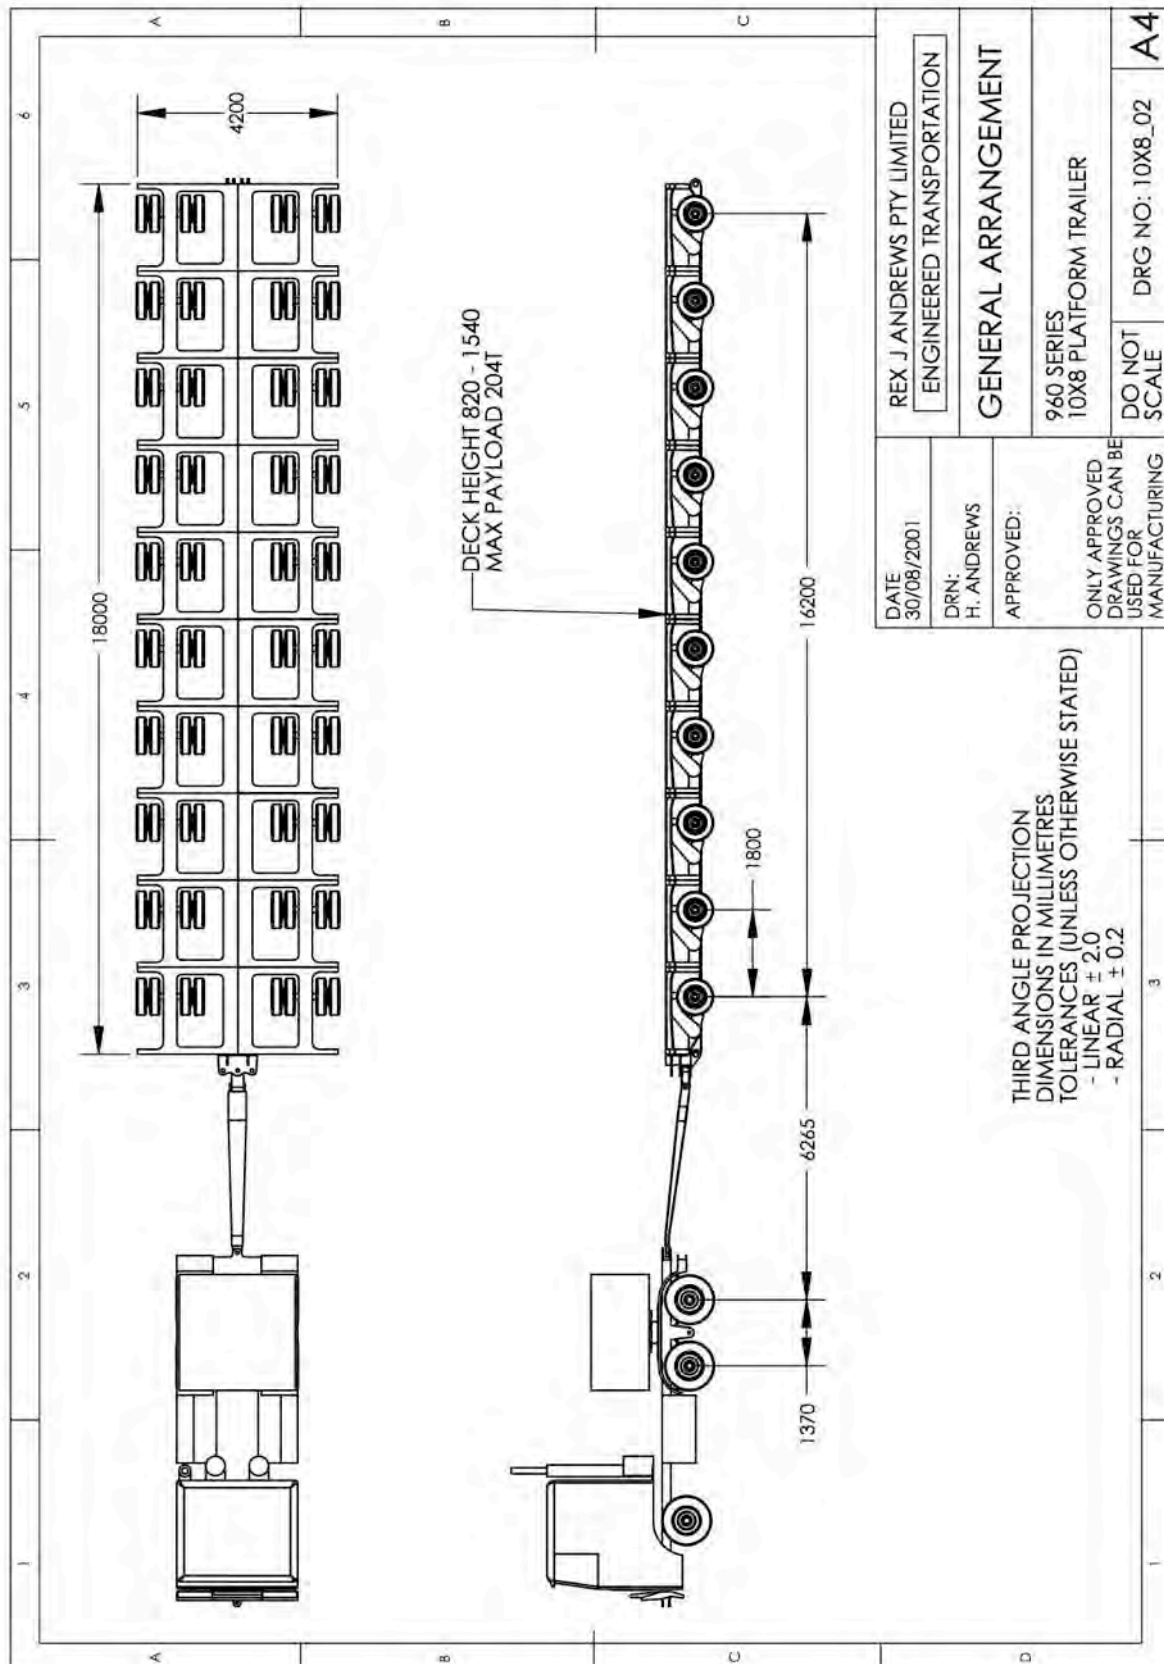 1
2
3
4
5
6
A
A
18000
4200
B
B
DECK HEIGHT 820 - 1540
MAX PAYLOAD 204T
C
C
1370
6265
1800
16200
THIRD ANGLE PROJECTION
DIMENSIONS IN MILLIMETRES
TOLERANCES (UNLESS OTHERWISE STATED)
- LINEAR ± 2.0
- RADIAL ± 0.2
D
DATE
30/08/2001
DRN:
H. ANDREWS
APPROVED:
ONLY APPROVED
DRAWINGS CAN BE
USED FOR
MANUFACTURING
REX J ANDREWS PTY LIMITED
ENGINEERED TRANSPORTATION
GENERAL ARRANGEMENT
960 SERIES
10X8 PLATFORM TRAILER
DO NOT
SCALE
DRG NO: 10X8_02
A4
1
2
3